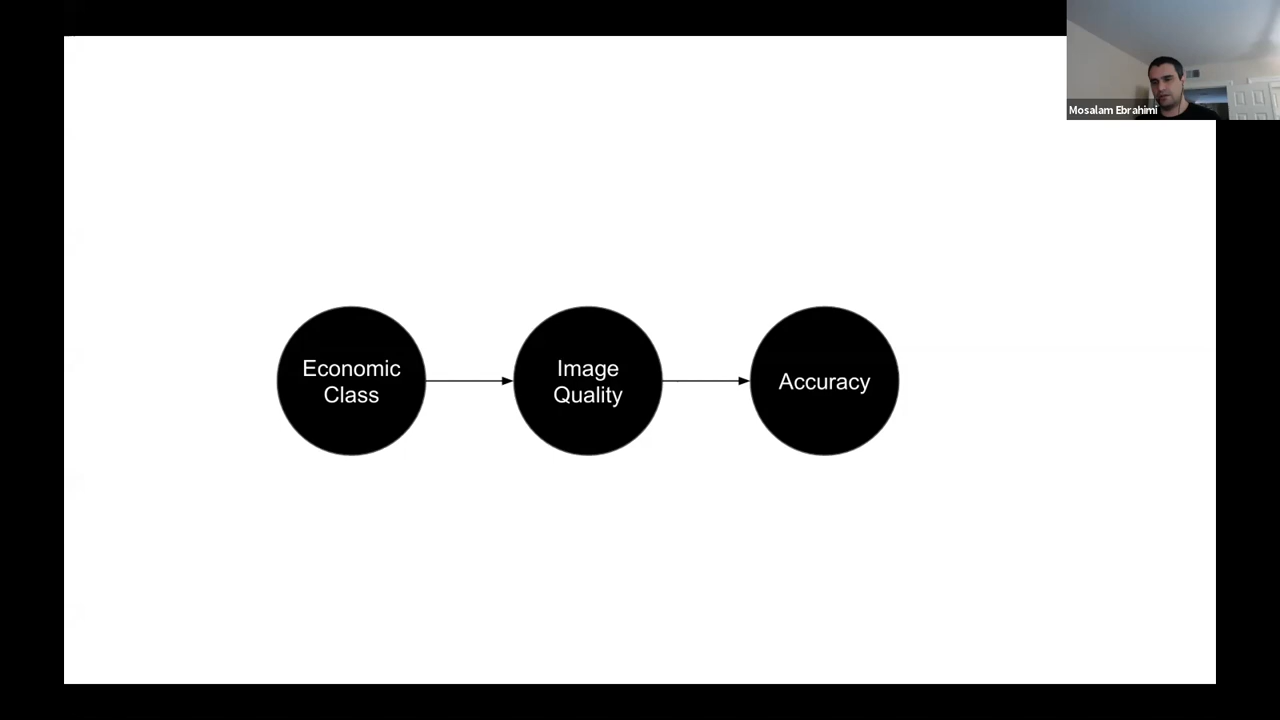 Mosalam Ebrahimi
Economic
Class
Image
Quality
Accuracy